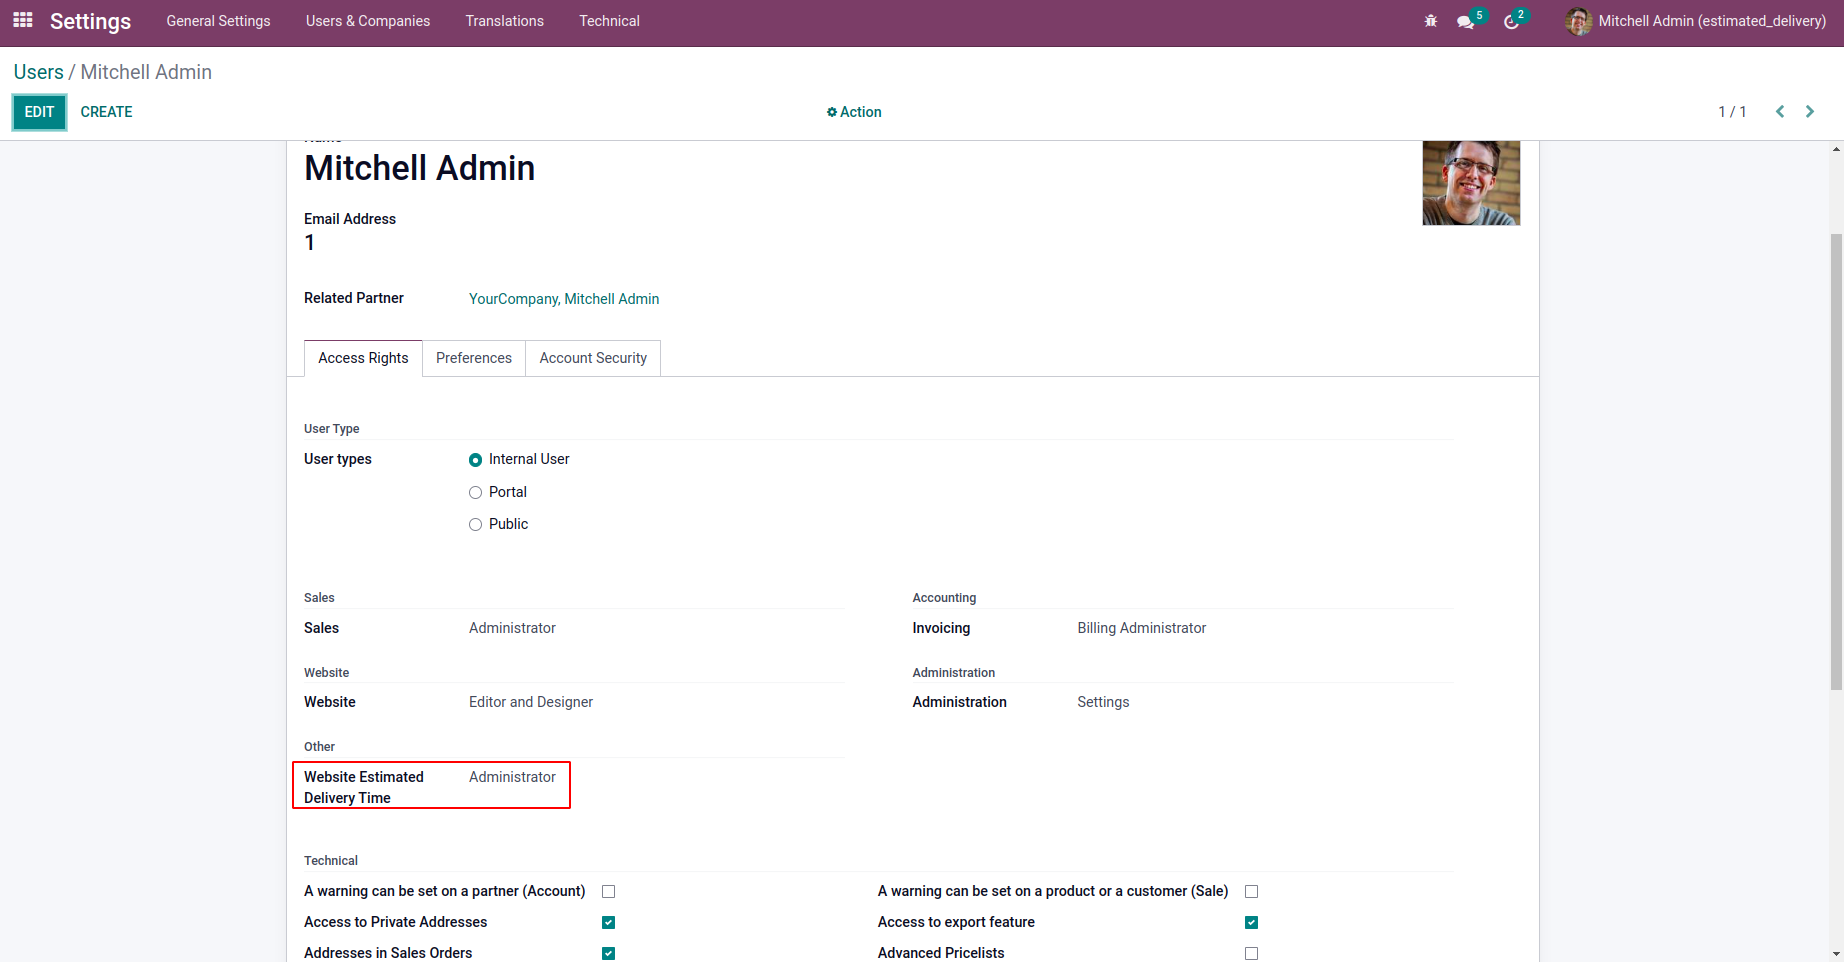 Settings General Settings Users & Companies Translations Technical 5 2 Mitchell Admin (estimated_delivery)
Users / Mitchell Admin
EDIT CREATE Action 1 / 1
Name
Mitchell Admin
Email Address
1
Related Partner YourCompany, Mitchell Admin
Access Rights Preferences Account Security
User Type
User types Internal User
Portal
Public
Sales Accounting
Sales Administrator Invoicing Billing Administrator
Website Administration
Website Editor and Designer Administration Settings
Other
Website Estimated Administrator
Delivery Time
Technical
A warning can be set on a partner (Account) A warning can be set on a product or a customer (Sale)
Access to Private Addresses Access to export feature
Addresses in Sales Orders Advanced Pricelists